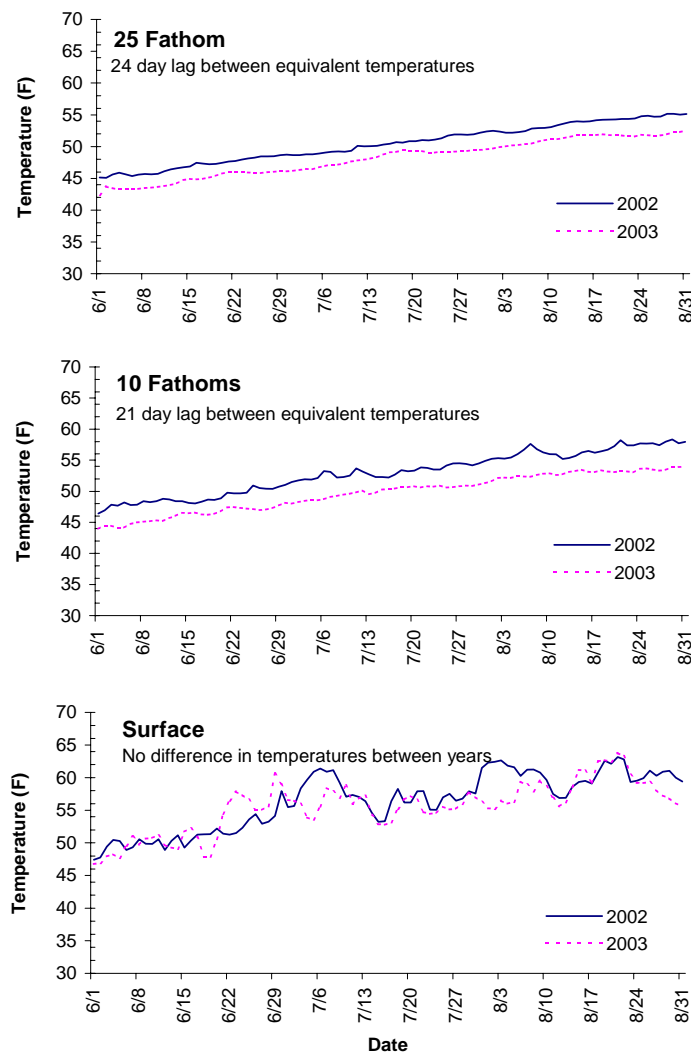 25 Fathom
24 day lag between equivalent temperatures
Temperature (F)
70
65
60
55
50
45
40
35
30
2002
2003
6/1 6/8 6/15 6/22 6/29 7/6 7/13 7/20 7/27 8/3 8/10 8/17 8/24 8/31
10 Fathoms
21 day lag between equivalent temperatures
Temperature (F)
70
65
60
55
50
45
40
35
30
2002
2003
6/1 6/8 6/15 6/22 6/29 7/6 7/13 7/20 7/27 8/3 8/10 8/17 8/24 8/31
Surface
No difference in temperatures between years
Temperature (F)
70
65
60
55
50
45
40
35
30
2002
2003
6/1 6/8 6/15 6/22 6/29 7/6 7/13 7/20 7/27 8/3 8/10 8/17 8/24 8/31
Date